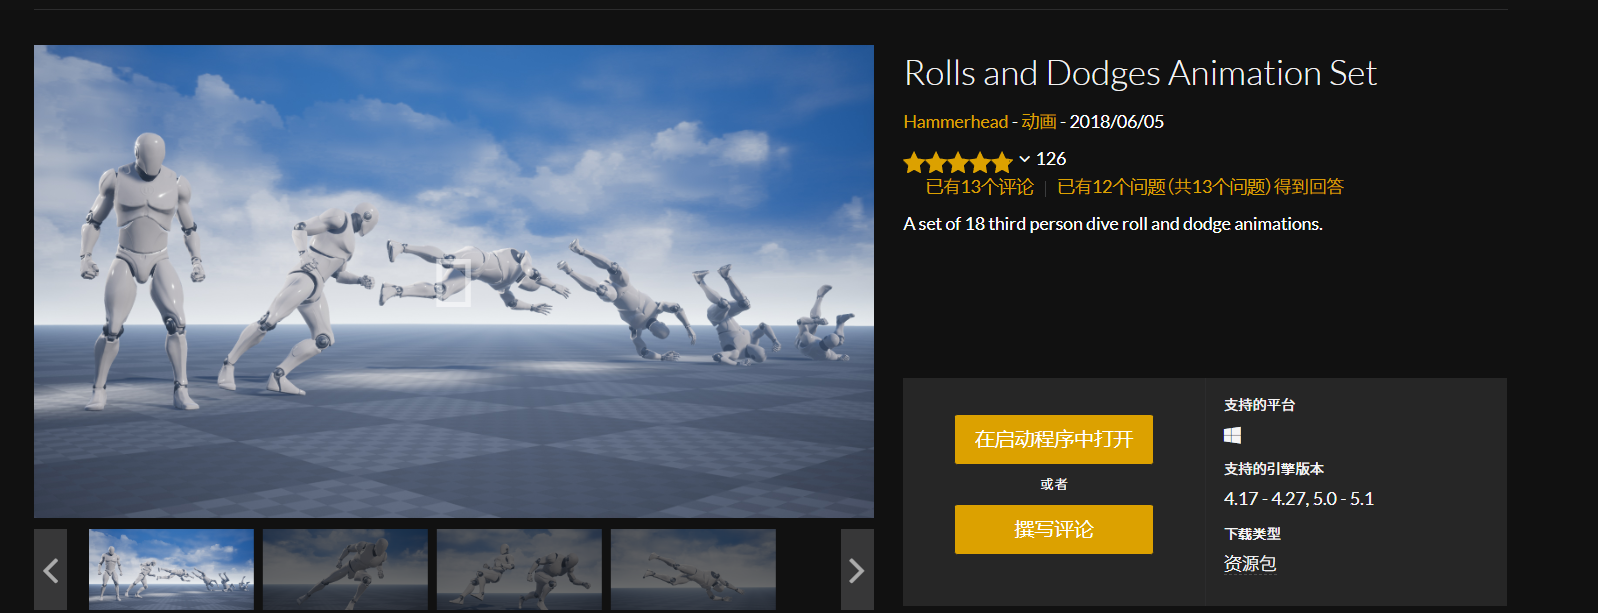 Rolls and Dodges Animation Set
Hammerhead - 动画 - 2018/06/05
126
已有13个评论 | 已有12个问题（共13个问题）得到回答
A set of 18 third person dive roll and dodge animations.
在启动程序中打开
或者
撰写评论
支持的平台
支持的引擎版本
4.17 - 4.27, 5.0 - 5.1
下载类型
资源包